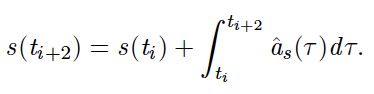 s(t_{i+2}) = s(t_i) + \int_{t_i}^{t_{i+2}} \hat{a}_s(\tau) d\tau.